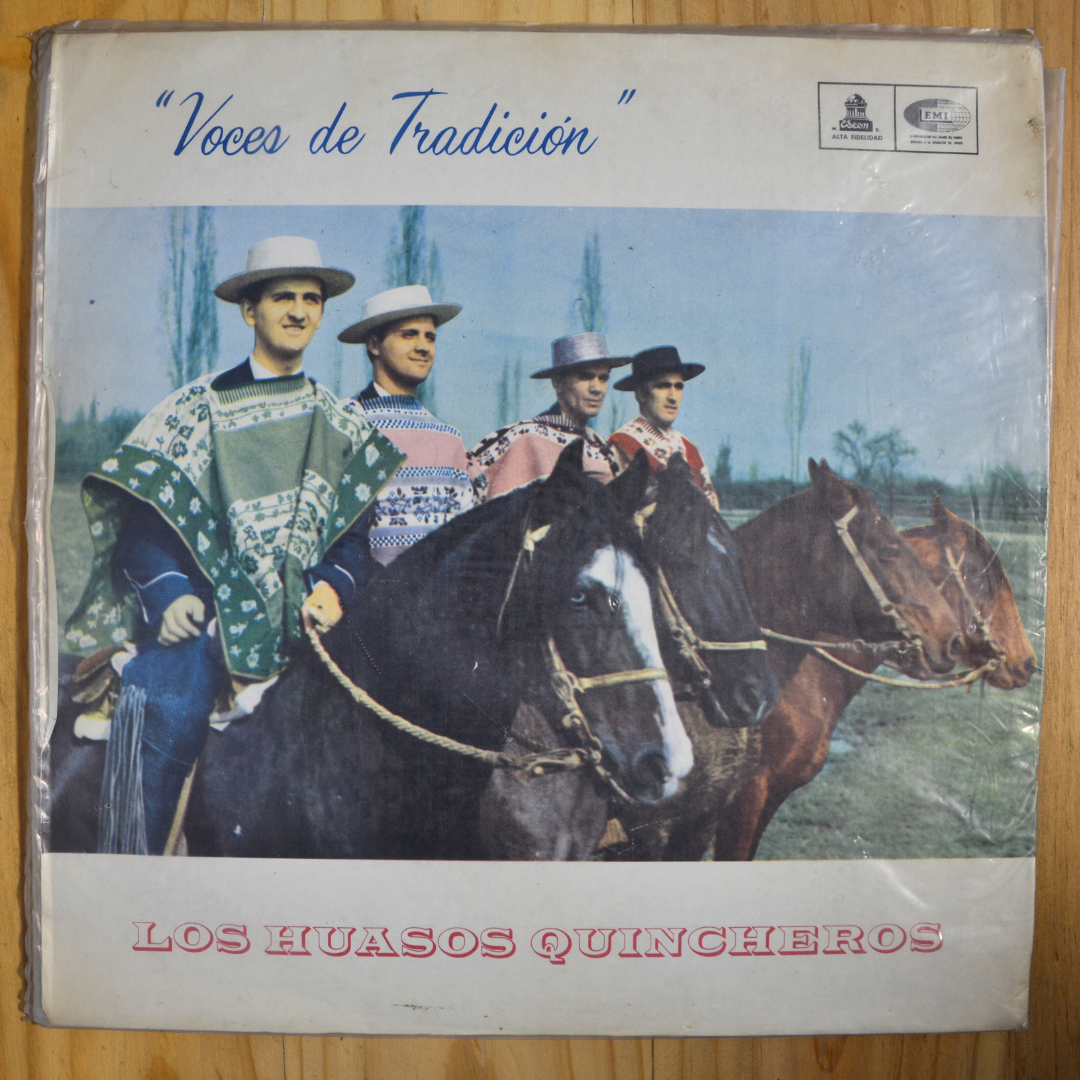 "Voces de Tradición"
M. Odeon R.
ALTA FIDELIDAD
EMI
LOS HUASOS QUINCHEROS